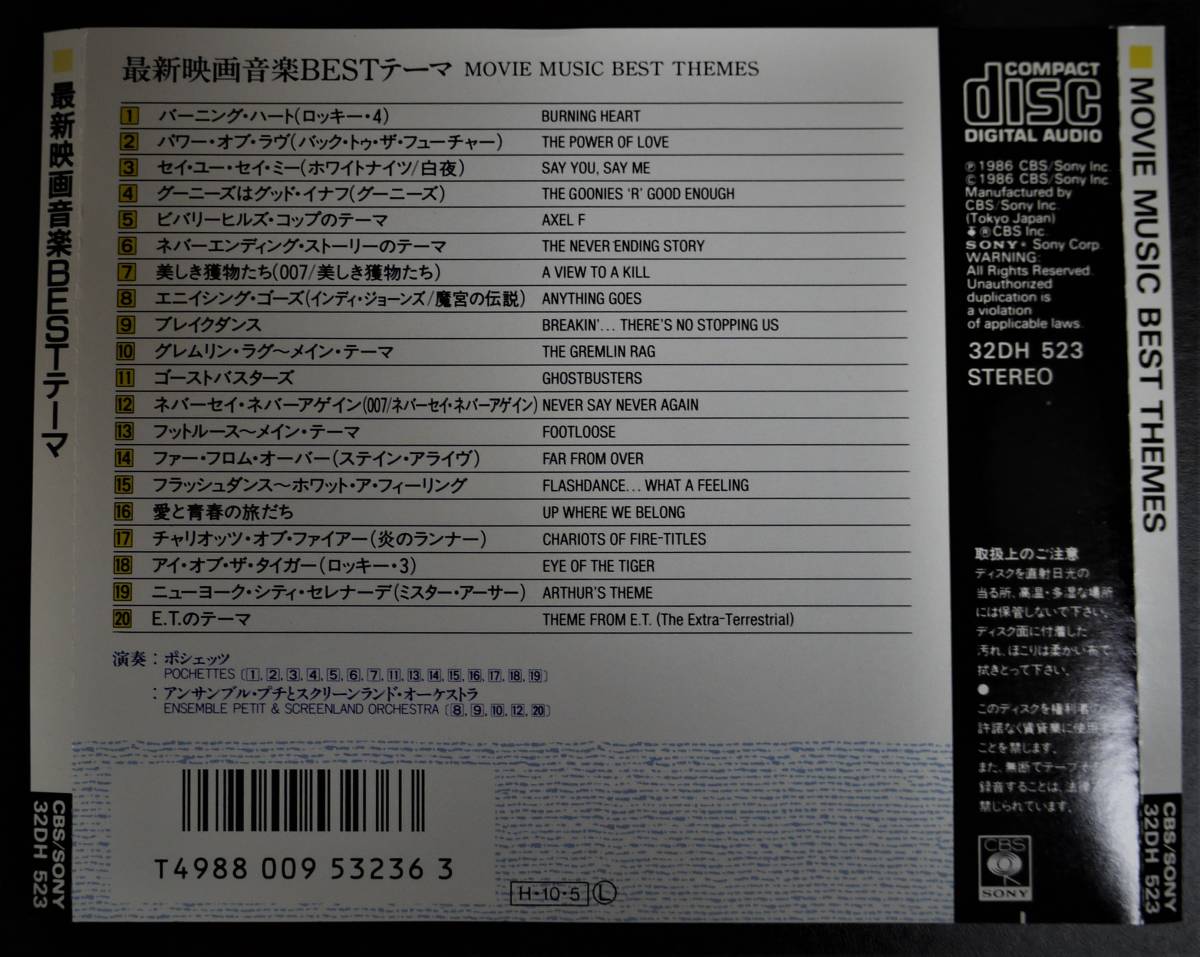 最新映画音楽BESTテーマ
CBS/SONY
32DH 523
最新映画音楽BESTテーマ MOVIE MUSIC BEST THEMES
1 バーニング・ハート(ロッキー・4) BURNING HEART
2 パワー・オブ・ラヴ(バック・トゥ・ザ・フューチャー) THE POWER OF LOVE
3 セイ・ユー・セイ・ミー(ホワイトナイツ/白夜) SAY YOU, SAY ME
4 グーニーズはグッド・イナフ(グーニーズ) THE GOONIES 'R' GOOD ENOUGH
5 ビバリーヒルズ・コップのテーマ AXEL F
6 ネバーエンディング・ストーリーのテーマ THE NEVER ENDING STORY
7 美しき獲物たち(007/美しき獲物たち) A VIEW TO A KILL
8 エニイシング・ゴーズ(インディ・ジョーンズ/魔宮の伝説) ANYTHING GOES
9 ブレイクダンス BREAKIN'... THERE'S NO STOPPING US
10 グレムリン・ラグ〜メイン・テーマ THE GREMLIN RAG
11 ゴーストバスターズ GHOSTBUSTERS
12 ネバーセイ・ネバーアゲイン(007/ネバーセイ・ネバーアゲイン) NEVER SAY NEVER AGAIN
13 フットルース〜メイン・テーマ FOOTLOOSE
14 ファー・フロム・オーバー(ステイン・アライヴ) FAR FROM OVER
15 フラッシュダンス〜ホワット・ア・フィーリング FLASHDANCE... WHAT A FEELING
16 愛と青春の旅だち UP WHERE WE BELONG
17 チャリオッツ・オブ・ファイアー(炎のランナー) CHARIOTS OF FIRE-TITLES
18 アイ・オブ・ザ・タイガー(ロッキー・3) EYE OF THE TIGER
19 ニューヨーク・シティ・セレナーデ(ミスター・アーサー) ARTHUR'S THEME
20 E.T.のテーマ THEME FROM E.T. (The Extra-Terrestrial)
演奏:ポシェッツ
POCHETTES (1, 2, 3, 4, 5, 6, 7, 11, 13, 14, 15, 16, 17, 18, 19)
:アンサンブル・プチとスクリーンランド・オーケストラ
ENSEMBLE PETIT & SCREENLAND ORCHESTRA (8, 9, 10, 12, 20)
T4988 009 53236 3
H・10・5 L
COMPACT
disc
DIGITAL AUDIO
℗ 1986 CBS/Sony Inc.
© 1986 CBS/Sony Inc.
Manufactured by
CBS/Sony Inc.
(Tokyo Japan)
® CBS Inc.
SONY® Sony Corp.
WARNING:
All Rights Reserved.
Unauthorized
duplication is
a violation
of applicable laws.
32DH 523
STEREO
取扱上のご注意
ディスクを直射日光の
当る所、高温・多湿な場所
には保管しないで下さい。
ディスク面に付着した
汚れ、ほこりは柔かい布で
拭きとって下さい。
●
このディスクを権利者の
許諾なく賃貸業に使用す
ることを禁じます。
また、無断でテープ
録音することは、法律
禁じられています。
CBS
SONY
MOVIE MUSIC BEST THEMES
CBS/SONY
32DH 523